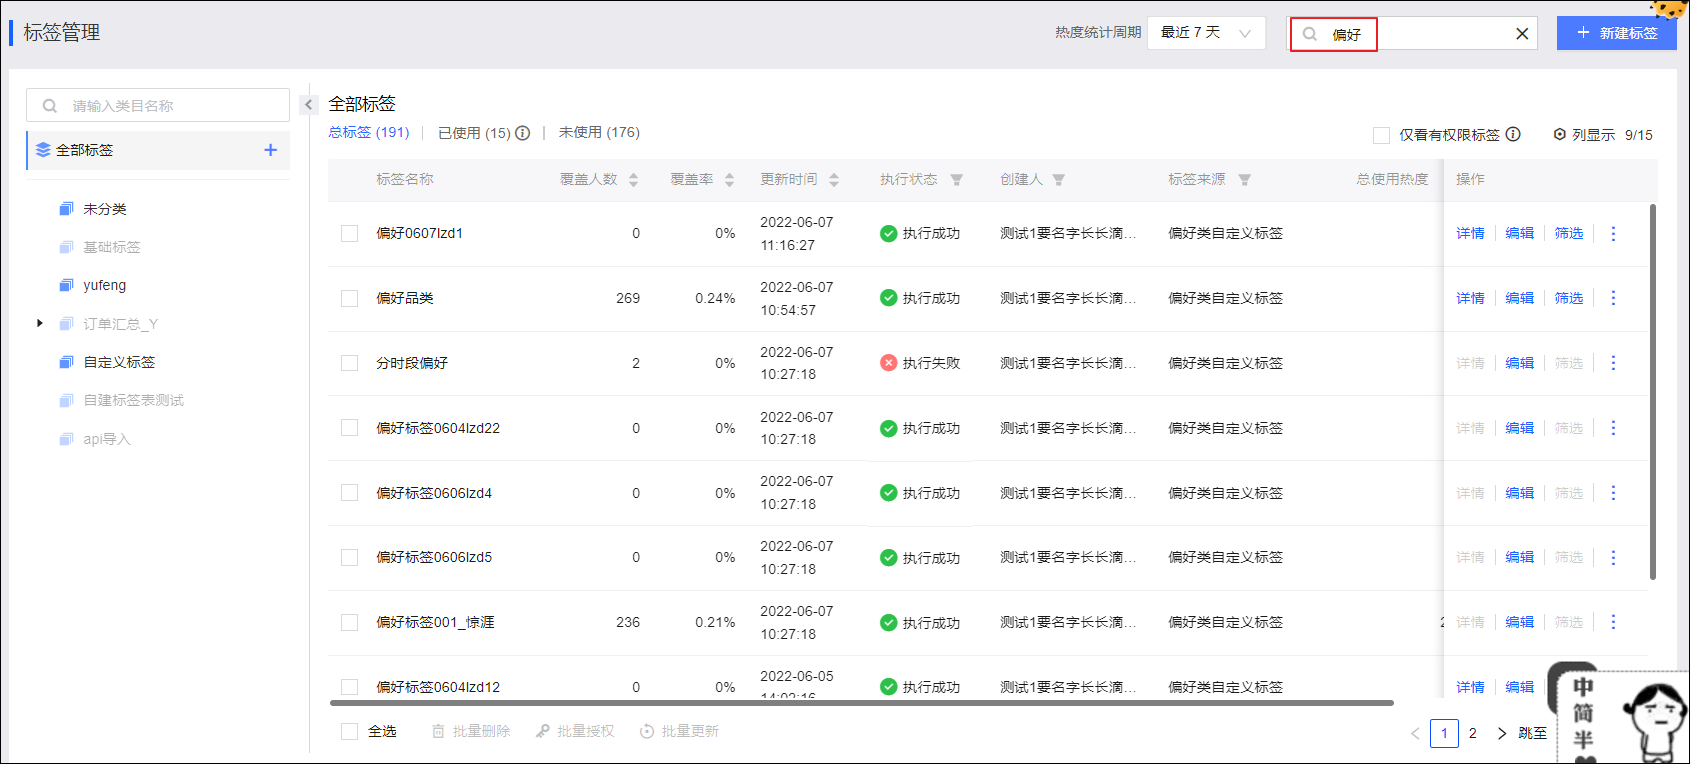 标签管理
热度统计周期 最近 7 天 偏好 新建标签
请输入类目名称
全部标签
未分类
基础标签
yufeng
订单汇总_Y
自定义标签
自建标签表测试
api导入
全部标签
总标签 (191) 已使用 (15) 未使用 (176)
仅看有权限标签 列显示 9/15
标签名称 覆盖人数 覆盖率 更新时间 执行状态 创建人 标签来源 总使用热度 操作
偏好0607lzd1 0 0% 2022-06-07 11:16:27 执行成功 测试1要名字长长滴... 偏好类自定义标签 详情 编辑 筛选
偏好品类 269 0.24% 2022-06-07 10:54:57 执行成功 测试1要名字长长滴... 偏好类自定义标签 详情 编辑 筛选
分时段偏好 2 0% 2022-06-07 10:27:18 执行失败 测试1要名字长长滴... 偏好类自定义标签 详情 编辑 筛选
偏好标签0604lzd22 0 0% 2022-06-07 10:27:18 执行成功 测试1要名字长长滴... 偏好类自定义标签 详情 编辑 筛选
偏好标签0606lzd4 0 0% 2022-06-07 10:27:18 执行成功 测试1要名字长长滴... 偏好类自定义标签 详情 编辑 筛选
偏好标签0606lzd5 0 0% 2022-06-07 10:27:18 执行成功 测试1要名字长长滴... 偏好类自定义标签 详情 编辑 筛选
偏好标签001_惊涯 236 0.21% 2022-06-07 10:27:18 执行成功 测试1要名字长长滴... 偏好类自定义标签 详情 编辑 筛选
偏好标签0604lzd12 0 0% 2022-06-05 执行成功 测试1要名字长长滴... 偏好类自定义标签 详情 编辑
全选 批量删除 批量授权 批量更新
1 2 跳至
中
简
半